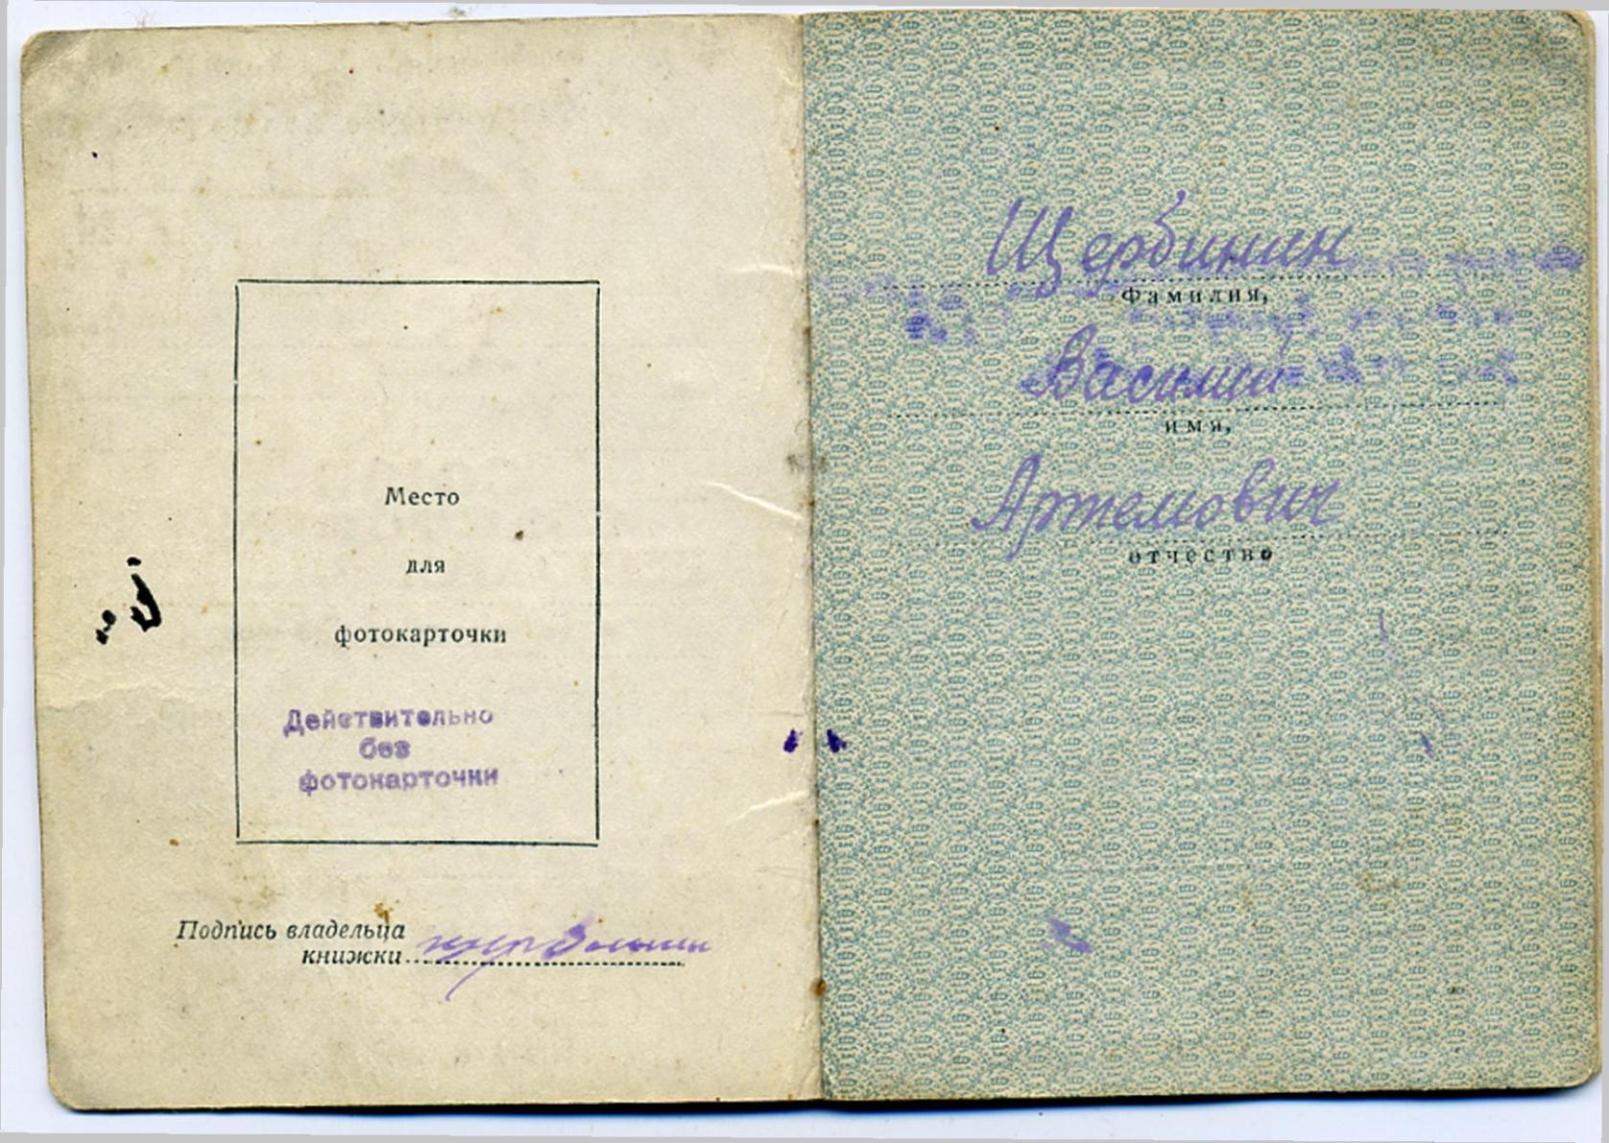 Место
для
фотокарточки
Действительно
без
фотокарточки
Подпись владельца
книжки
Щербинин
фамилия,
Василий
имя,
Артемович
отчество